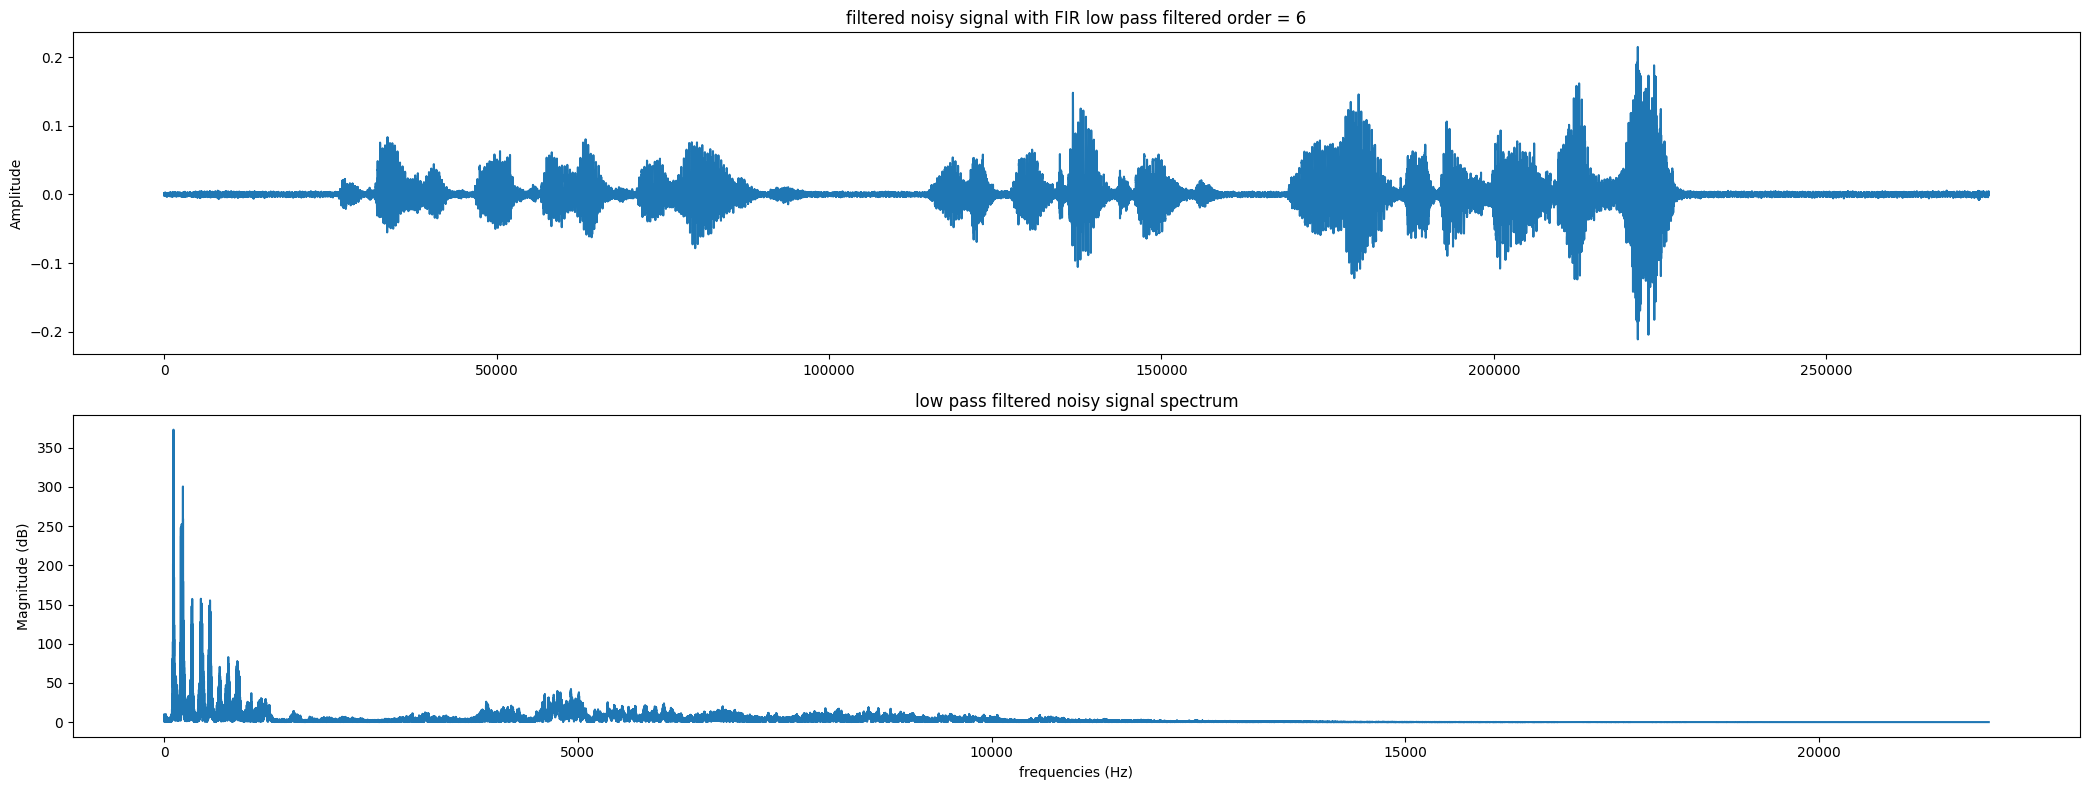 filtered noisy signal with FIR low pass filtered order = 6
0.2
0.1
0.0
−0.1
−0.2
Amplitude
0 50000 100000 150000 200000 250000
low pass filtered noisy signal spectrum
350
300
250
200
150
100
50
0
Magnitude (dB)
0 5000 10000 15000 20000
frequencies (Hz)